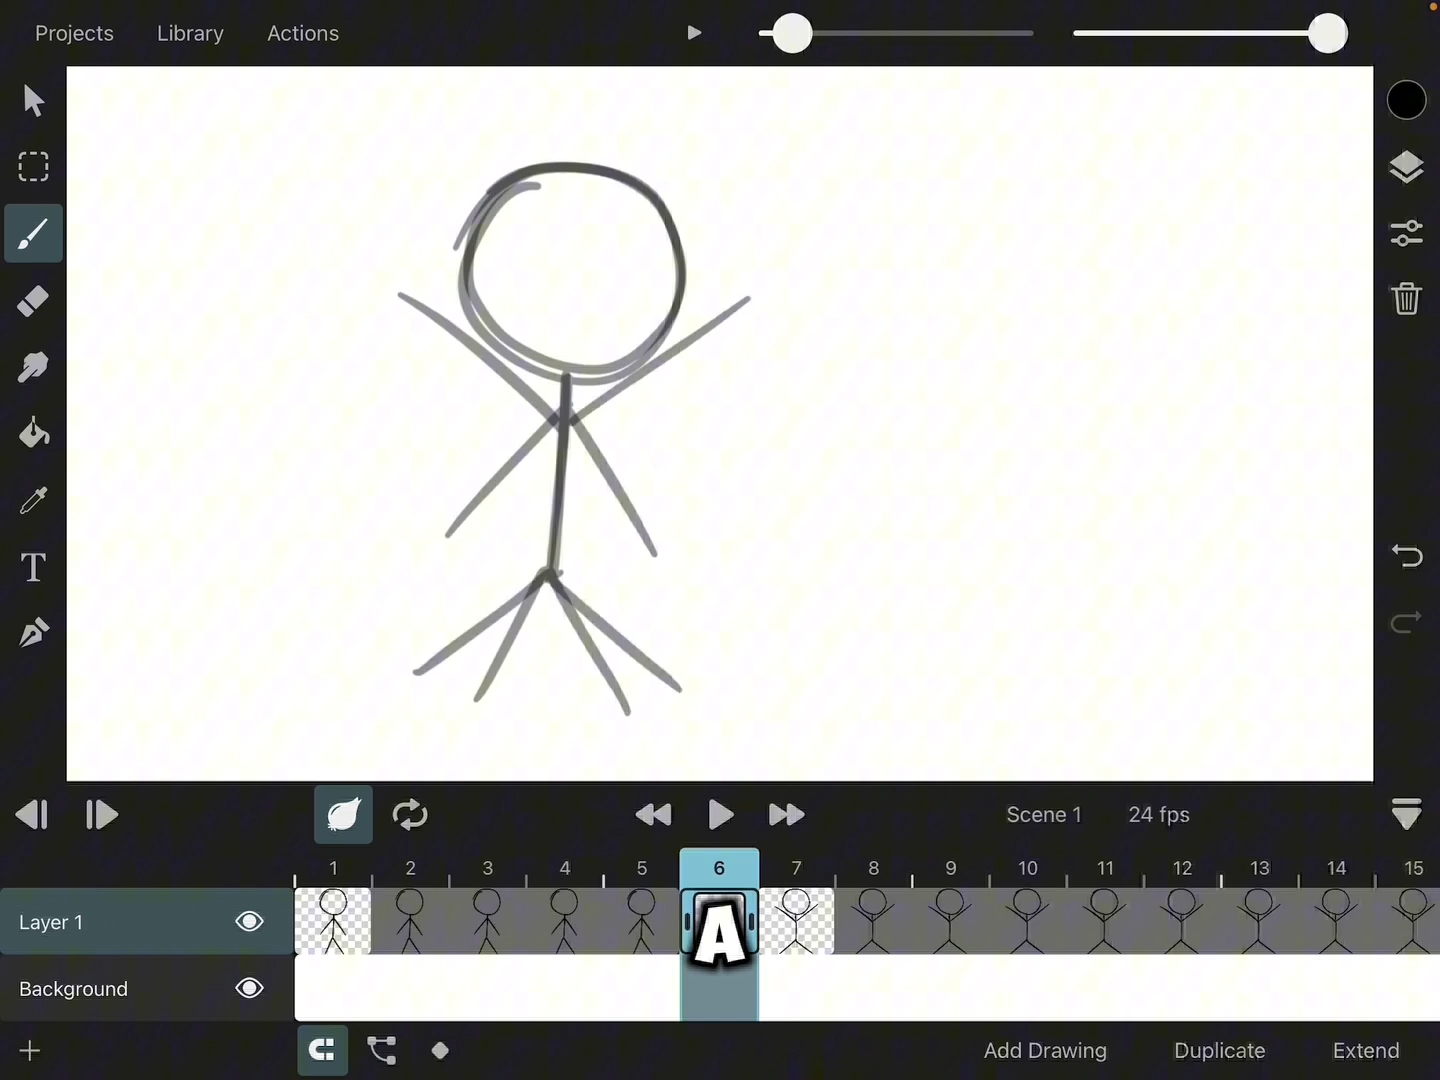 Projects Library Actions
T
Scene 1 24 fps
1 2 3 4 5 6 7 8 9 10 11 12 13 14 15
Layer 1
A
Background
Add Drawing Duplicate Extend